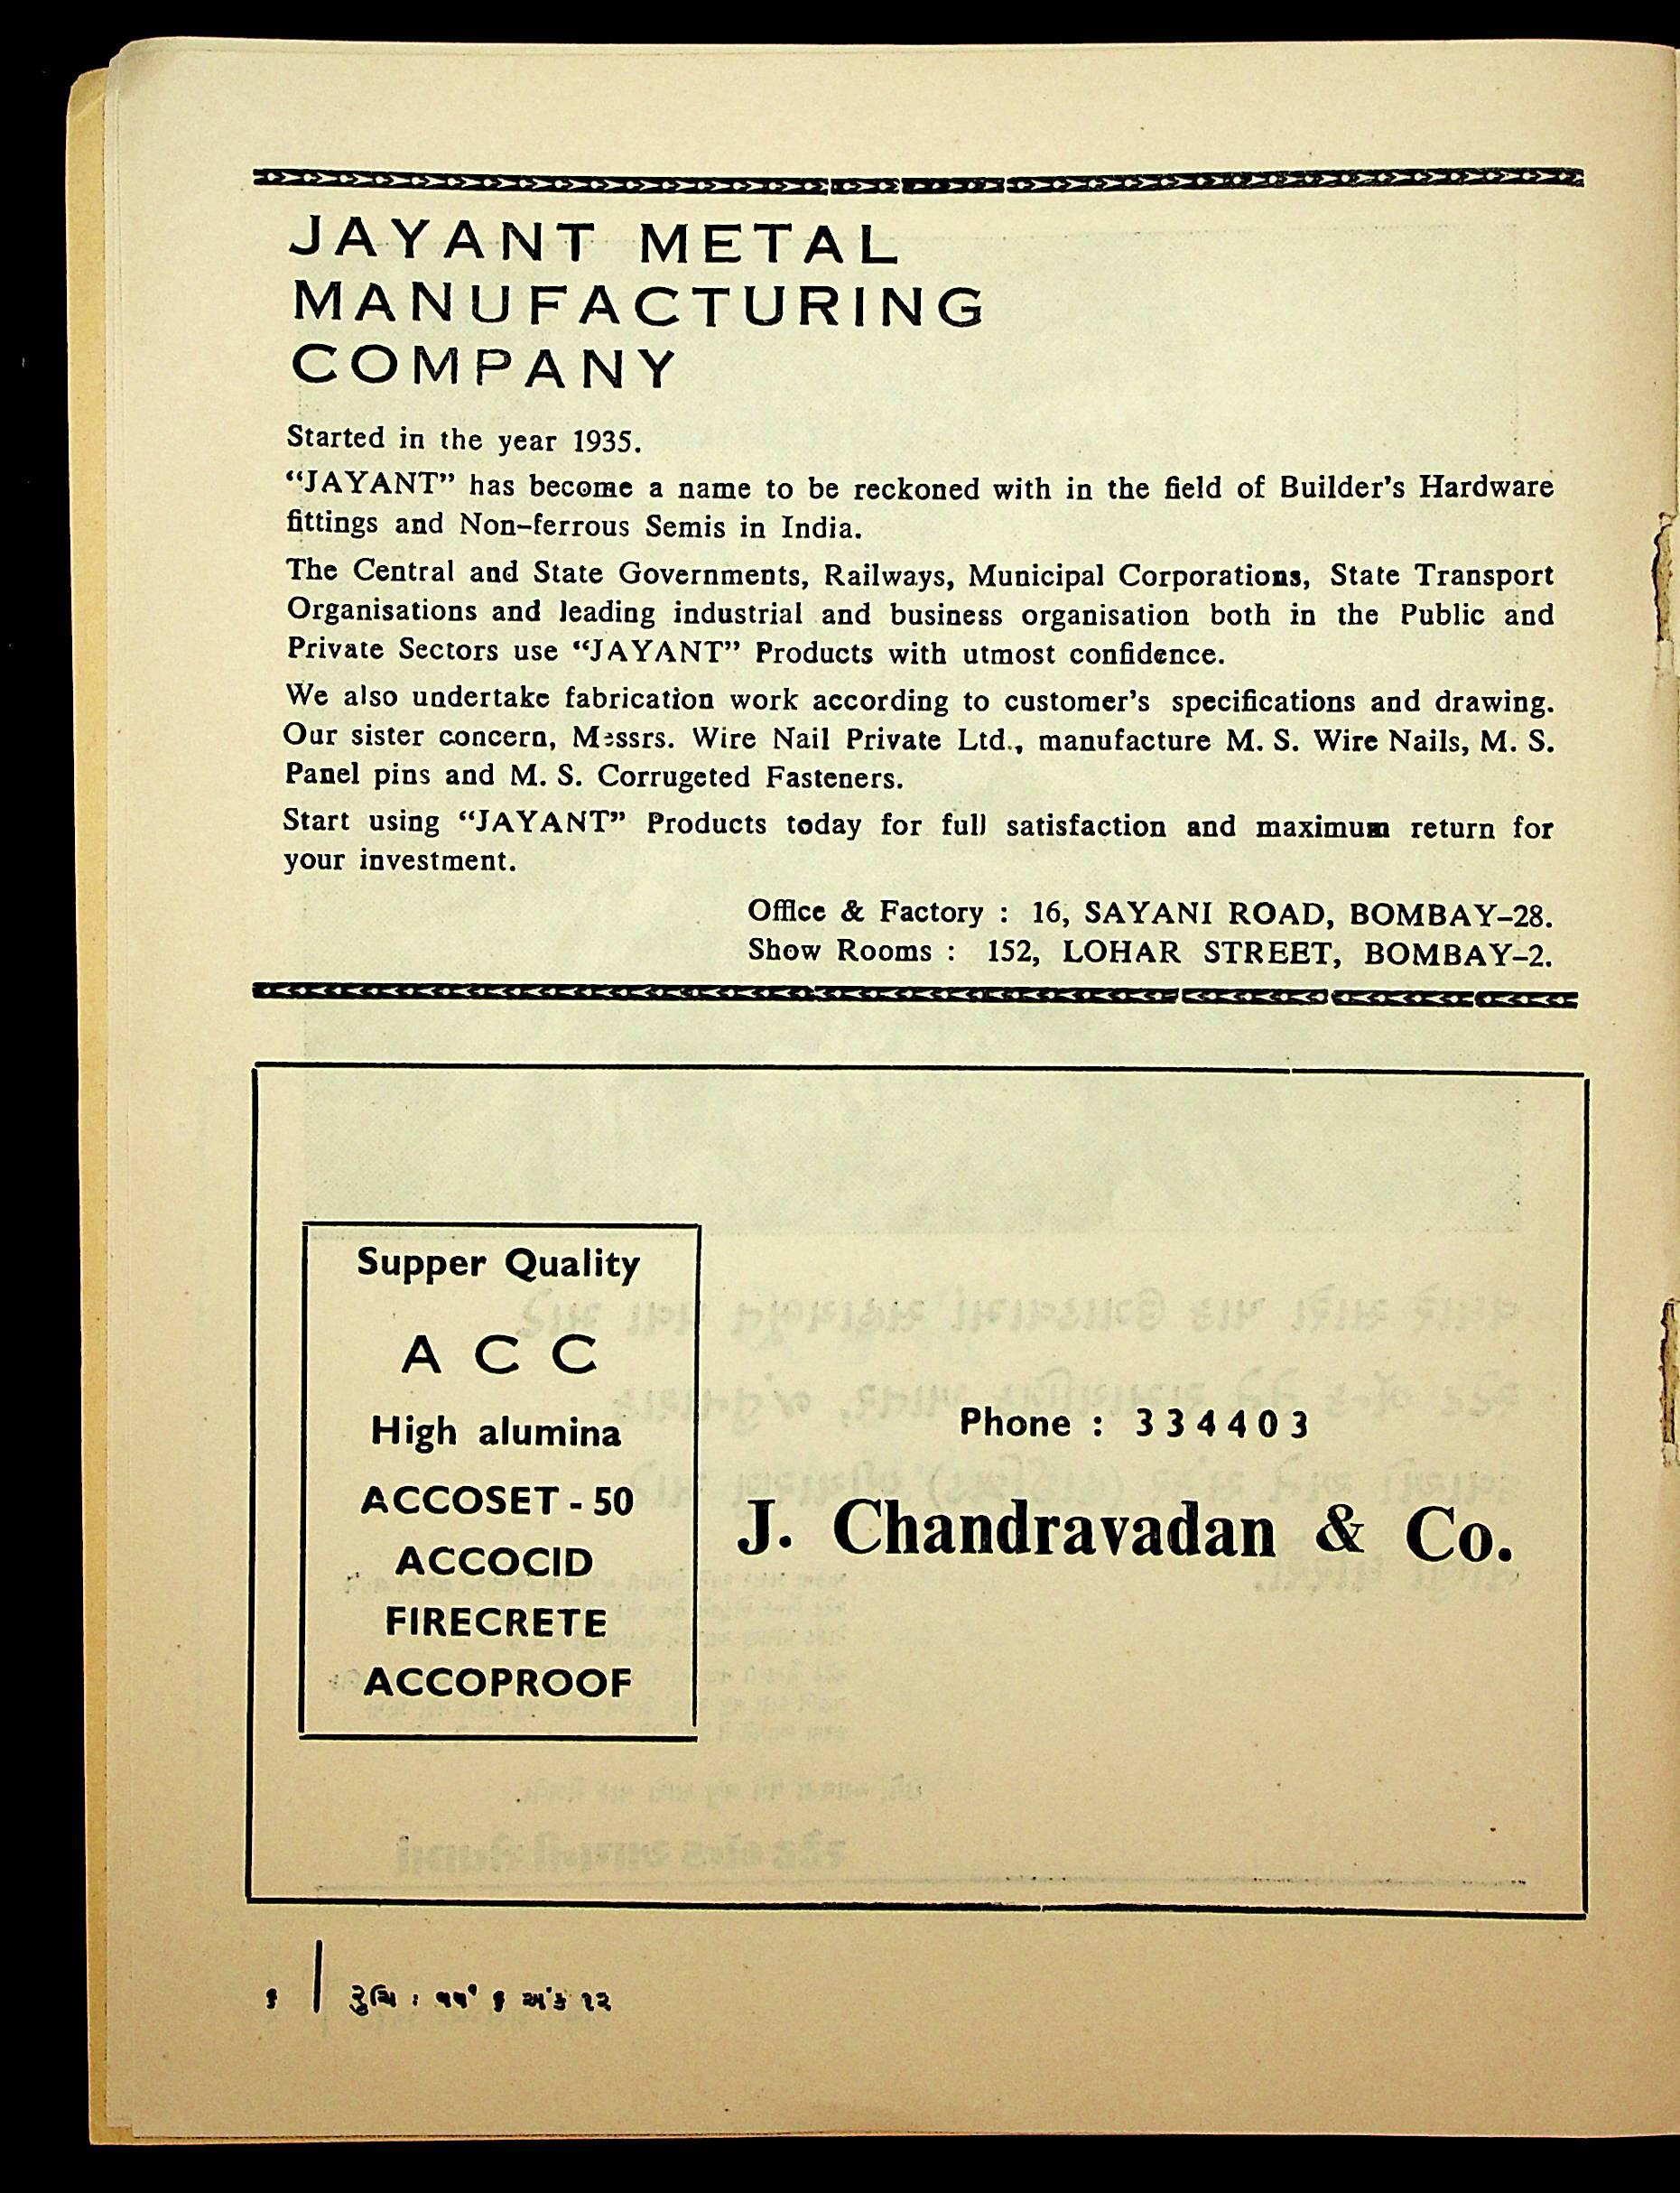 JAYANT METAL
MANUFACTURING
COMPANY
Started in the year 1935.
“JAYANT” has become a name to be reckoned with in the field of Builder’s Hardware
fittings and Non-ferrous Semis in India.
The Central and State Governments, Railways, Municipal Corporations, State Transport
Organisations and leading industrial and business organisation both in the Public and
Private Sectors use “JAYANT” Products with utmost confidence.
We also undertake fabrication work according to customer’s specifications and drawing.
Our sister concern, Messrs. Wire Nail Private Ltd., manufacture M. S. Wire Nails, M. S.
Panel pins and M. S. Corrugeted Fasteners.
Start using “JAYANT” Products today for full satisfaction and maximum return for
your investment.
Office & Factory : 16, SAYANI ROAD, BOMBAY-28.
Show Rooms : 152, LOHAR STREET, BOMBAY-2.
Supper Quality
A C C
High alumina
ACCOSET - 50
ACCOCID
FIRECRETE
ACCOPROOF
Phone : 334403
J. Chandravadan & Co.
૬ | રુચિ : વર્ષ ૬ અંક ૧૨